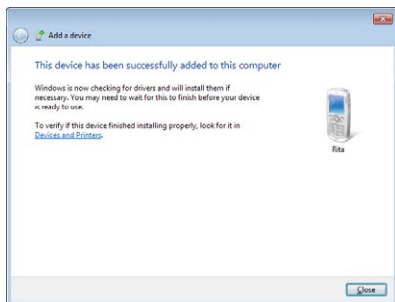 Add a device
This device has been successfully added to this computer
Windows is now checking for drivers and will install them if
necessary. You may need to wait for this to finish before your device
is ready to use.
To verify if this device finished installing properly, look for it in
Devices and Printers.
Rita
Close